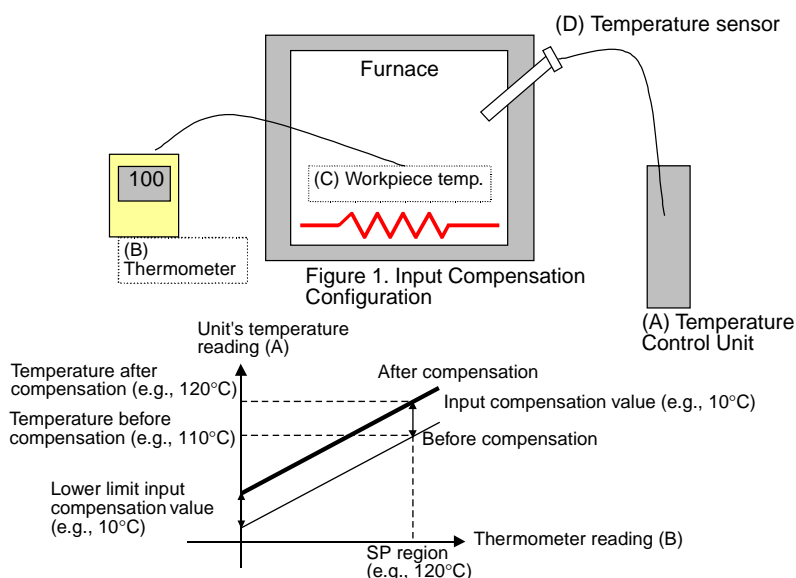 (D) Temperature sensor
Furnace
100
(C) Workpiece temp.
(B)
Thermometer
Figure 1. Input Compensation
Configuration
(A) Temperature
Control Unit
Unit's temperature
reading (A)
Temperature after
compensation (e.g., 120°C)
After compensation
Input compensation value (e.g., 10°C)
Temperature before
compensation (e.g., 110°C)
Before compensation
Lower limit input
compensation value
(e.g., 10°C)
Thermometer reading (B)
SP region
(e.g., 120°C)